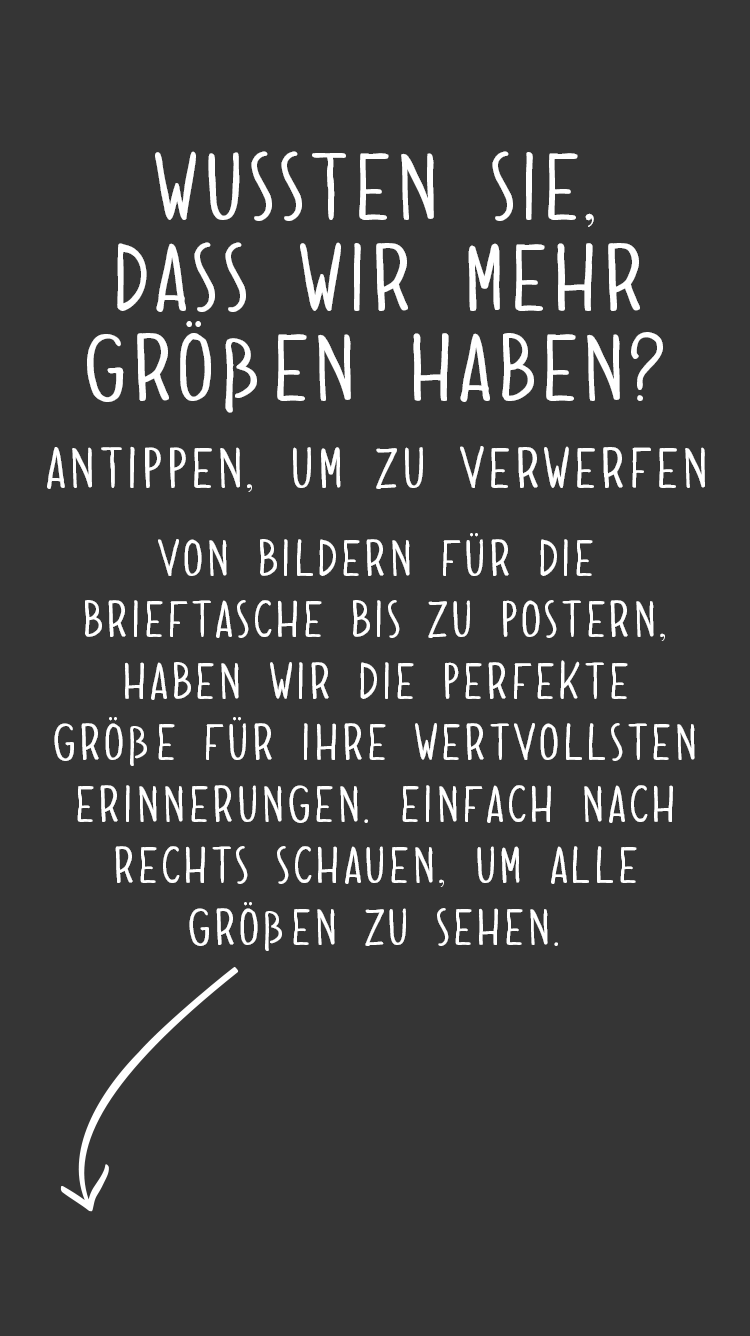 WUSSTEN SIE,
DASS WIR MEHR
GRÖßEN HABEN?
ANTIPPEN, UM ZU VERWERFEN
VON BILDERN FÜR DIE
BRIEFTASCHE BIS ZU POSTERN,
HABEN WIR DIE PERFEKTE
GRÖßE FÜR IHRE WERTVOLLSTEN
ERINNERUNGEN. EINFACH NACH
RECHTS SCHAUEN, UM ALLE
GRÖßEN ZU SEHEN.